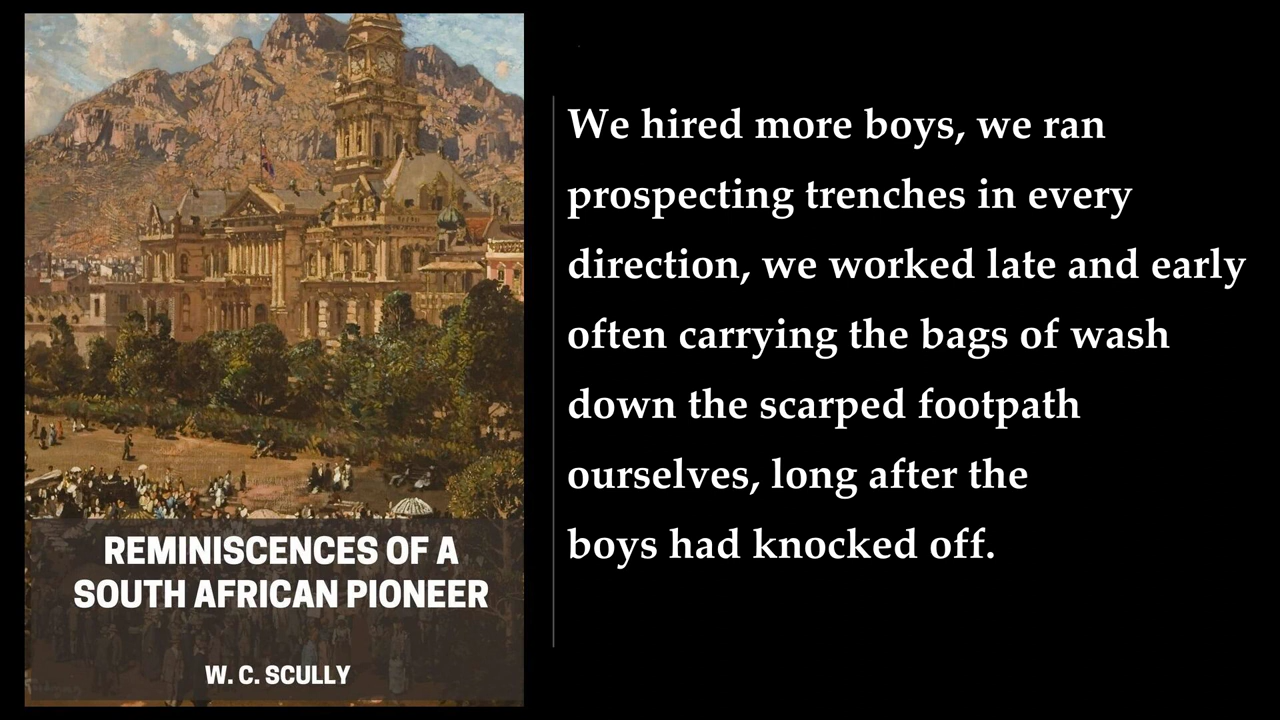 We hired more boys, we ran
prospecting trenches in every
direction, we worked late and early
often carrying the bags of wash
down the scarped footpath
ourselves, long after the
boys had knocked off.
REMINISCENCES OF A
SOUTH AFRICAN PIONEER
W. C. SCULLY